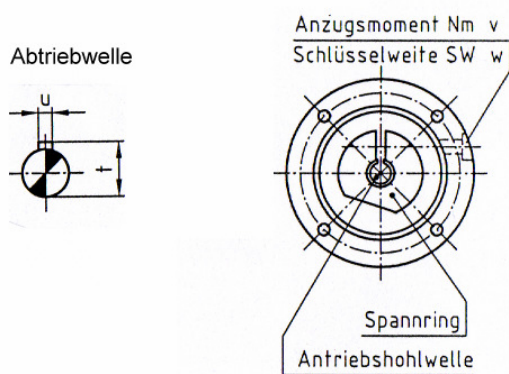 Anzugsmoment Nm v
Schlüsselweite SW w
Abtriebwelle
u
t
Spannring
Antriebshohlwelle